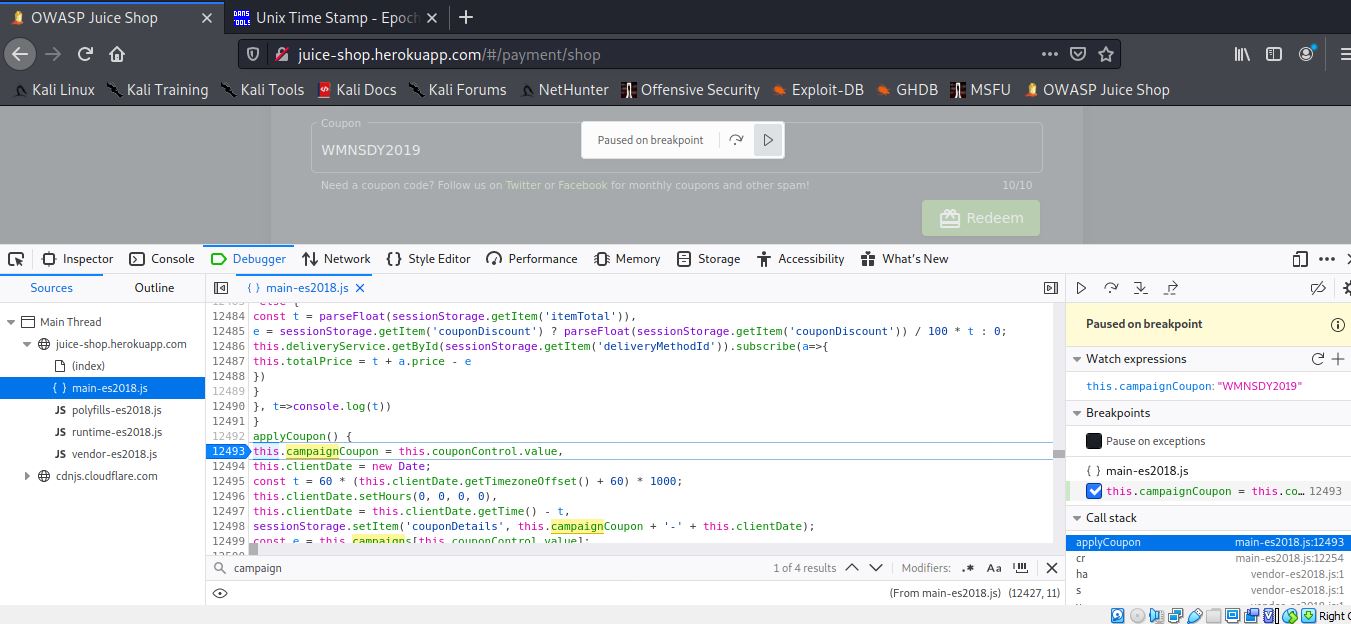 OWASP Juice Shop
DANS TOOLS Unix Time Stamp - Epoch
juice-shop.herokuapp.com/#/payment/shop
Kali Linux Kali Training Kali Tools Kali Docs Kali Forums NetHunter Offensive Security Exploit-DB GHDB MSFU OWASP Juice Shop
Coupon
WMNSDY2019
Paused on breakpoint
Need a coupon code? Follow us on Twitter or Facebook for monthly coupons and other spam!
10/10
Redeem
Inspector Console Debugger Network Style Editor Performance Memory Storage Accessibility What's New
Sources Outline
{ } main-es2018.js
Main Thread
juice-shop.herokuapp.com
(index)
{ } main-es2018.js
JS polyfills-es2018.js
JS runtime-es2018.js
JS vendor-es2018.js
cdnjs.cloudflare.com
else {
12484 const t = parseFloat(sessionStorage.getItem('itemTotal')),
12485 e = sessionStorage.getItem('couponDiscount') ? parseFloat(sessionStorage.getItem('couponDiscount')) / 100 * t : 0;
12486 this.deliveryService.getById(sessionStorage.getItem('deliveryMethodId')).subscribe(a=>{
12487 this.totalPrice = t + a.price - e
12488 })
12489 }
12490 }, t=>console.log(t))
12491 }
12492 applyCoupon() {
12493 this.campaignCoupon = this.couponControl.value,
12494 this.clientDate = new Date;
12495 const t = 60 * (this.clientDate.getTimezoneOffset() + 60) * 1000;
12496 this.clientDate.setHours(0, 0, 0, 0),
12497 this.clientDate = this.clientDate.getTime() - t,
12498 sessionStorage.setItem('couponDetails', this.campaignCoupon + '-' + this.clientDate);
12499 const e = this.campaigns[this.couponControl.value];
campaign
1 of 4 results
Modifiers: .* Aa
(From main-es2018.js) (12427, 11)
Paused on breakpoint
Watch expressions
this.campaignCoupon: "WMNSDY2019"
Breakpoints
Pause on exceptions
{ } main-es2018.js
this.campaignCoupon = this.co… 12493
Call stack
applyCoupon main-es2018.js:12493
cr main-es2018.js:12254
ha vendor-es2018.js:1
s vendor-es2018.js:1
Right C